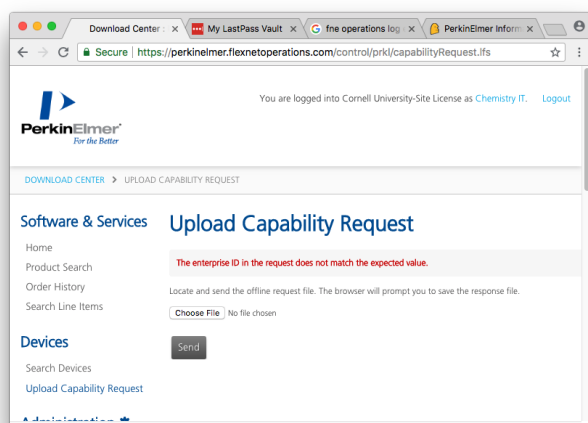 Download Center :
My LastPass Vault
fne operations log
PerkinElmer Inform
Secure
https://perkinelmer.flexnetoperations.com/control/prkl/capabilityRequest.lfs
You are logged into Cornell University-Site License as Chemistry IT. Logout
PerkinElmer
For the Better
DOWNLOAD CENTER > UPLOAD CAPABILITY REQUEST
Software & Services
Home
Product Search
Order History
Search Line Items
Devices
Search Devices
Upload Capability Request
Upload Capability Request
The enterprise ID in the request does not match the expected value.
Locate and send the offline request file. The browser will prompt you to save the response file.
Choose File No file chosen
Send
Administration